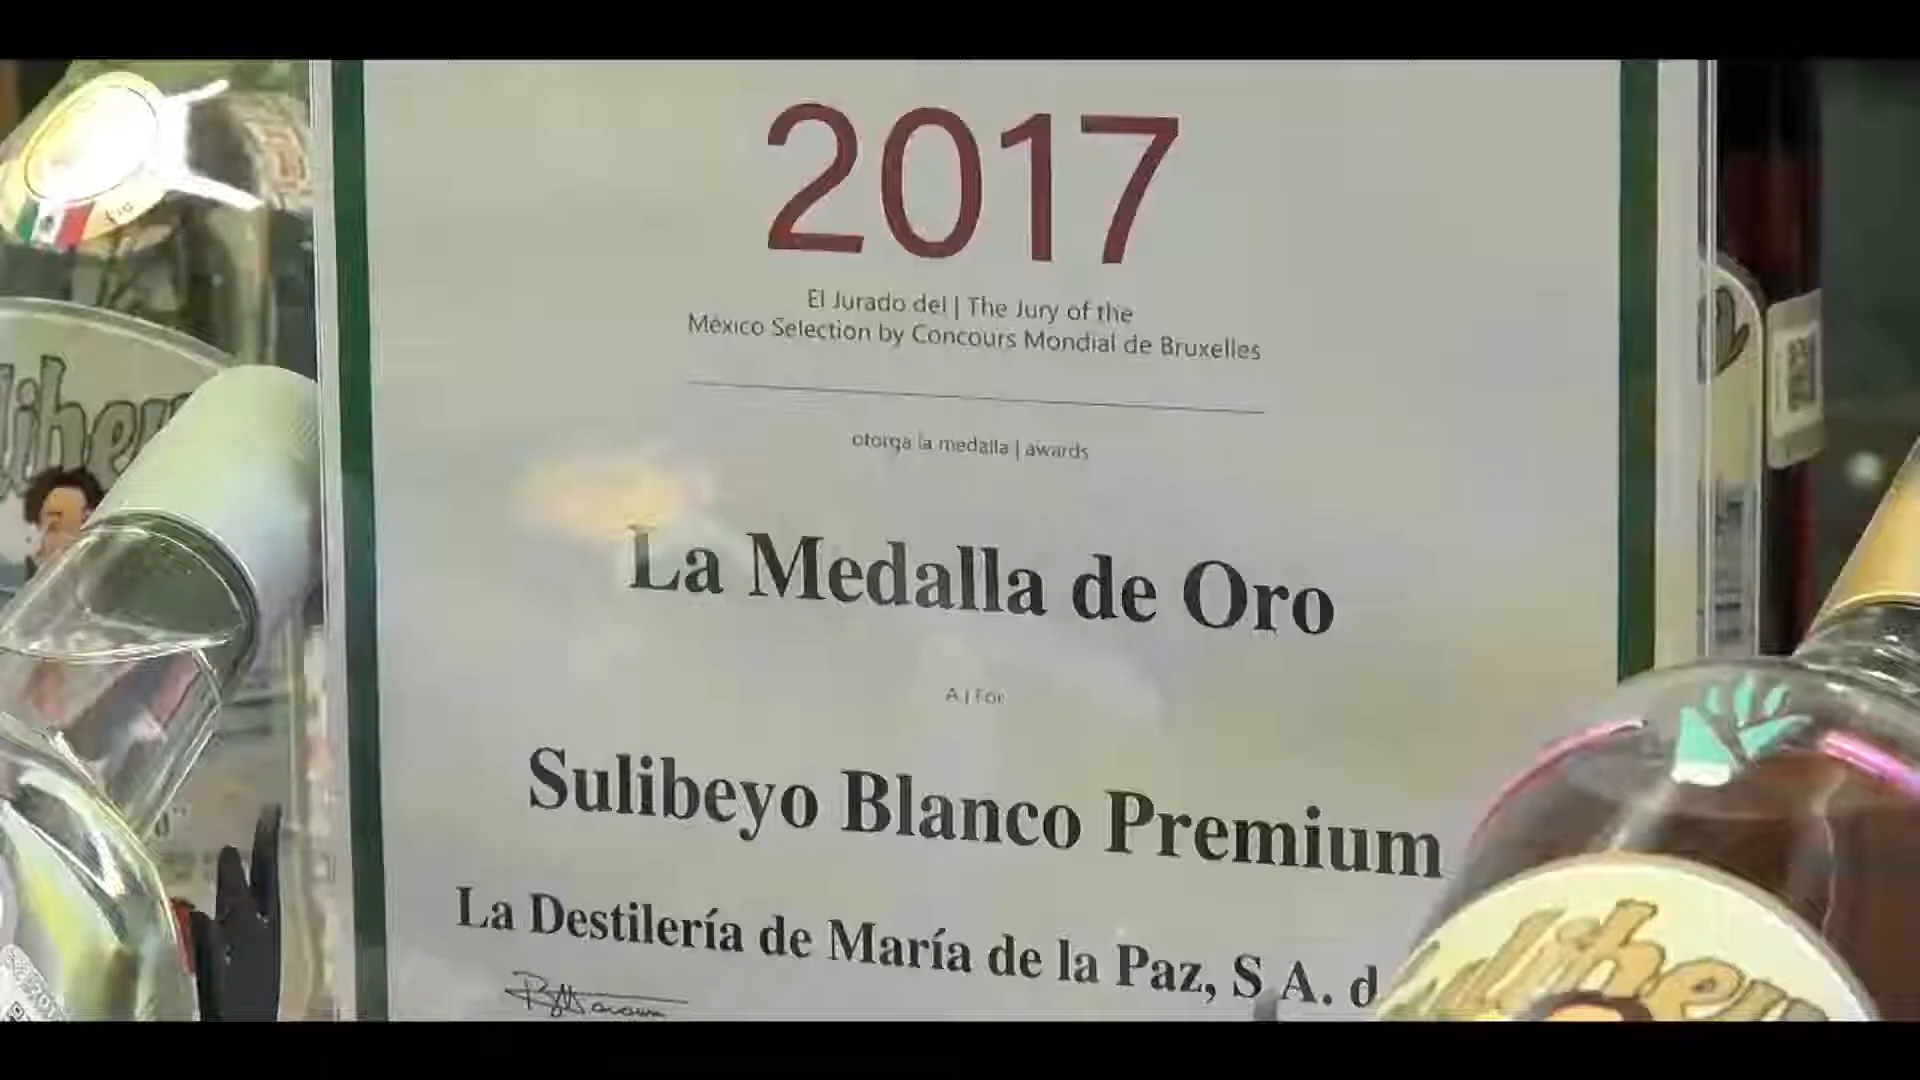 2017
El Jurado del | The Jury of the
México Selection by Concours Mondial de Bruxelles
otorga la medalla | awards
La Medalla de Oro
A | For
Sulibeyo Blanco Premium
La Destilería de María de la Paz, S A. d